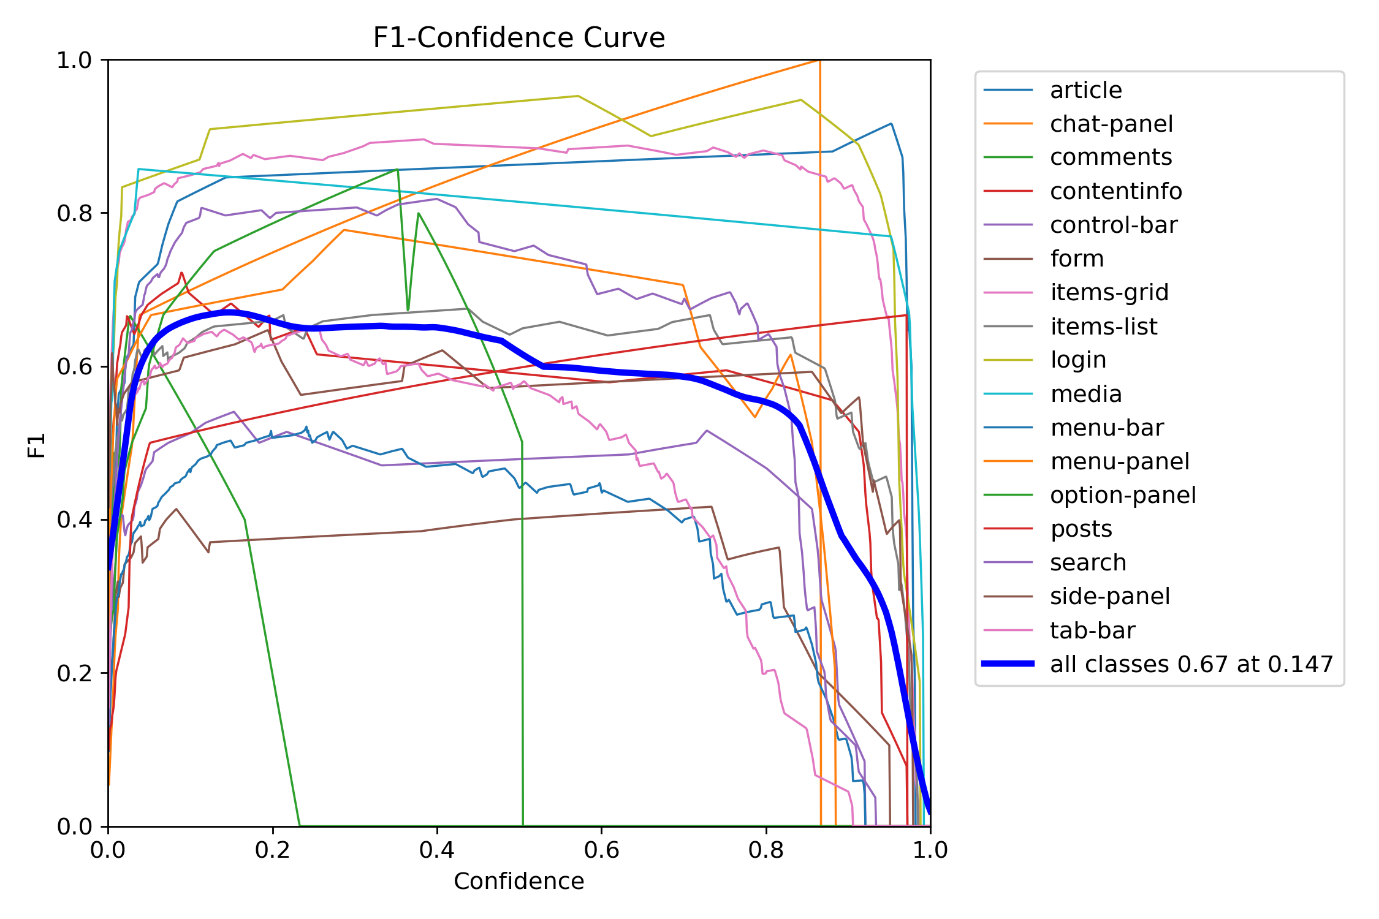 F1-Confidence Curve
1.0
0.8
0.6
0.4
0.2
0.0
F1
0.0 0.2 0.4 0.6 0.8 1.0
Confidence
article
chat-panel
comments
contentinfo
control-bar
form
items-grid
items-list
login
media
menu-bar
menu-panel
option-panel
posts
search
side-panel
tab-bar
all classes 0.67 at 0.147